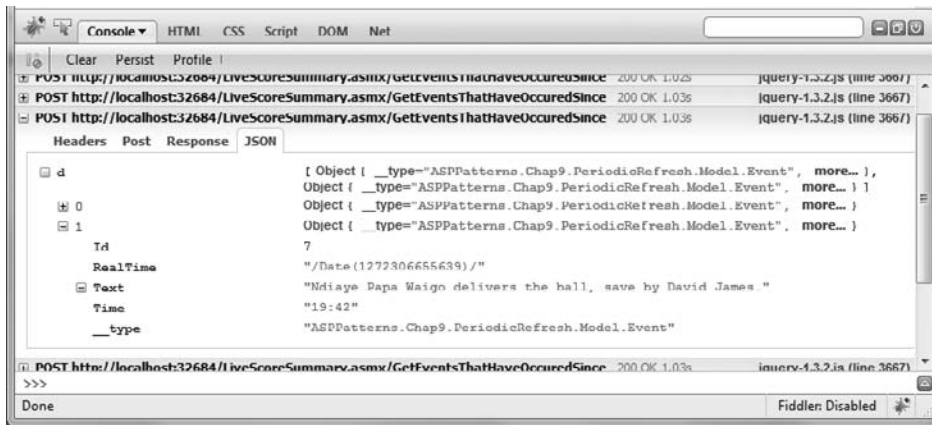 Console ▾ HTML CSS Script DOM Net
Clear Persist Profile
POST http://localhost:32684/LiveScoreSummary.asmx/GetEventsThatHaveOccuredSince 200 OK 1.02s jquery-1.3.2.js (line 3667)
POST http://localhost:32684/LiveScoreSummary.asmx/GetEventsThatHaveOccuredSince 200 OK 1.03s jquery-1.3.2.js (line 3667)
POST http://localhost:32684/LiveScoreSummary.asmx/GetEventsThatHaveOccuredSince 200 OK 1.03s jquery-1.3.2.js (line 3667)
Headers Post Response JSON
d [ Object { __type="ASPPatterns.Chap9.PeriodicRefresh.Model.Event", more... },
Object { __type="ASPPatterns.Chap9.PeriodicRefresh.Model.Event", more... } ]
0 Object { __type="ASPPatterns.Chap9.PeriodicRefresh.Model.Event", more... }
1 Object { __type="ASPPatterns.Chap9.PeriodicRefresh.Model.Event", more... }
Id 7
RealTime "/Date(1272306655639)/"
Text "Ndiaye Papa Waigo delivers the ball, save by David James."
Time "19:42"
__type "ASPPatterns.Chap9.PeriodicRefresh.Model.Event"
POST http://localhost:32684/LiveScoreSummary.asmx/GetEventsThatHaveOccuredSince 200 OK 1.03s jquery-1.3.2.js (line 3667)
>>>
Done Fiddler: Disabled